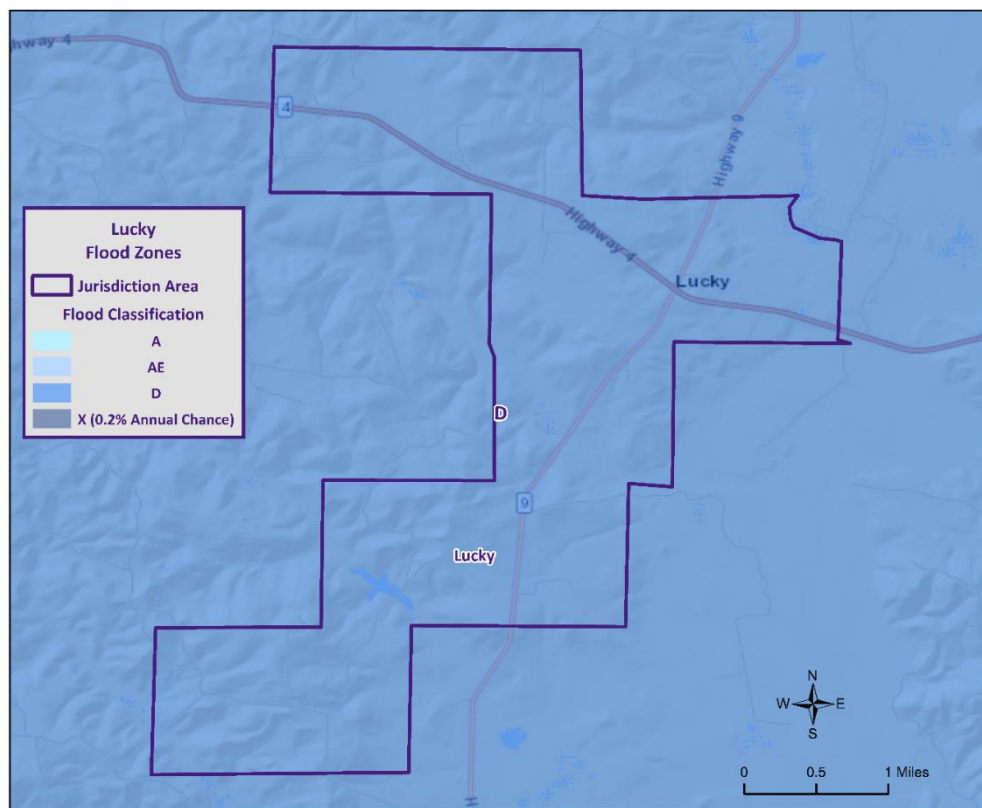 hway 4
4
Highway 9
Highway 4
Lucky
Lucky
Flood Zones
Jurisdiction Area
Flood Classification
A
AE
D
X (0.2% Annual Chance)
D
9
Lucky
H
N
W
E
S
0
0.5
1 Miles